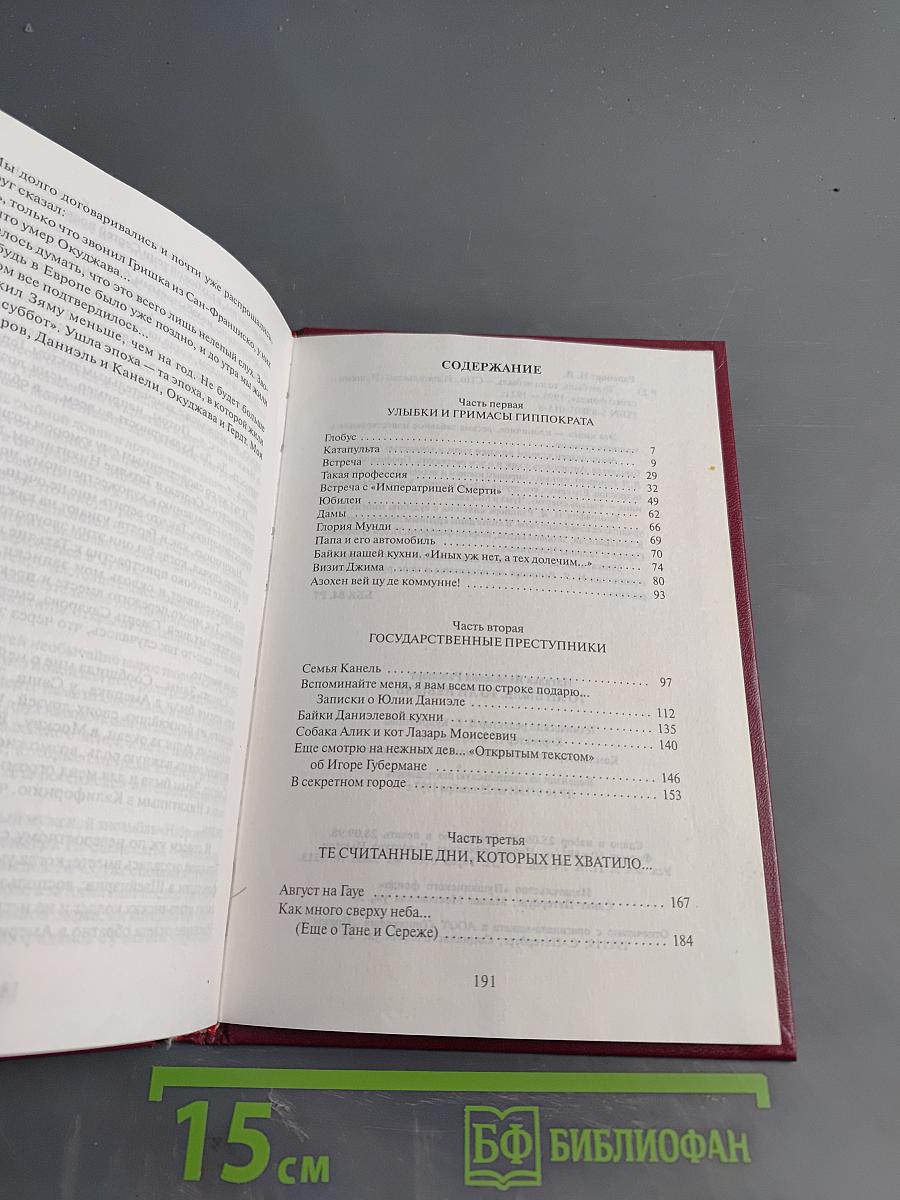 Мы долго договаривались и почти уже распрощались,
сказал:
только что звонил Гришка из Сан-Франциско, у них
что умер Окуджава...
думать, что это всего лишь нелепый слух.
в Европе было уже поздно, и до утра мы жили
все подтвердилось...
Зяму меньше, чем на год. Не будет больше
суббот». Ушла эпоха — та эпоха, в которой жили
Даниэль и Канели, Окуджава и Гердт. Моя
СОДЕРЖАНИЕ
Часть первая
УЛЫБКИ И ГРИМАСЫ ГИППОКРАТА
Глобус ........ 7
Катапульта ........ 9
Встреча ........ 29
Такая профессия ........ 32
Встреча с «Императрицей Смерти» ........ 49
Юбилеи ........ 62
Дамы ........ 66
Глория Мунди ........ 69
Папа и его автомобиль ........ 70
Байки нашей кухни. «Иных уж нет, а тех долечим...» ........ 74
Визит Джима ........ 80
Азохен вей цу де коммунне! ........ 93
Часть вторая
ГОСУДАРСТВЕННЫЕ ПРЕСТУПНИКИ
Семья Канель ........ 97
Вспоминайте меня, я вам всем по строке подарю...
Записки о Юлии Даниэле ........ 112
Байки Даниэлевой кухни ........ 135
Собака Алик и кот Лазарь Моисеевич ........ 140
Еще смотрю на нежных дев... «Открытым текстом»
об Игоре Губермане ........ 146
В секретном городе ........ 153
Часть третья
ТЕ СЧИТАННЫЕ ДНИ, КОТОРЫХ НЕ ХВАТИЛО...
Август на Гауе ........ 167
Как много сверху неба...
(Еще о Тане и Сереже) ........ 184
191
15 см
БФ БИБЛИОФАН